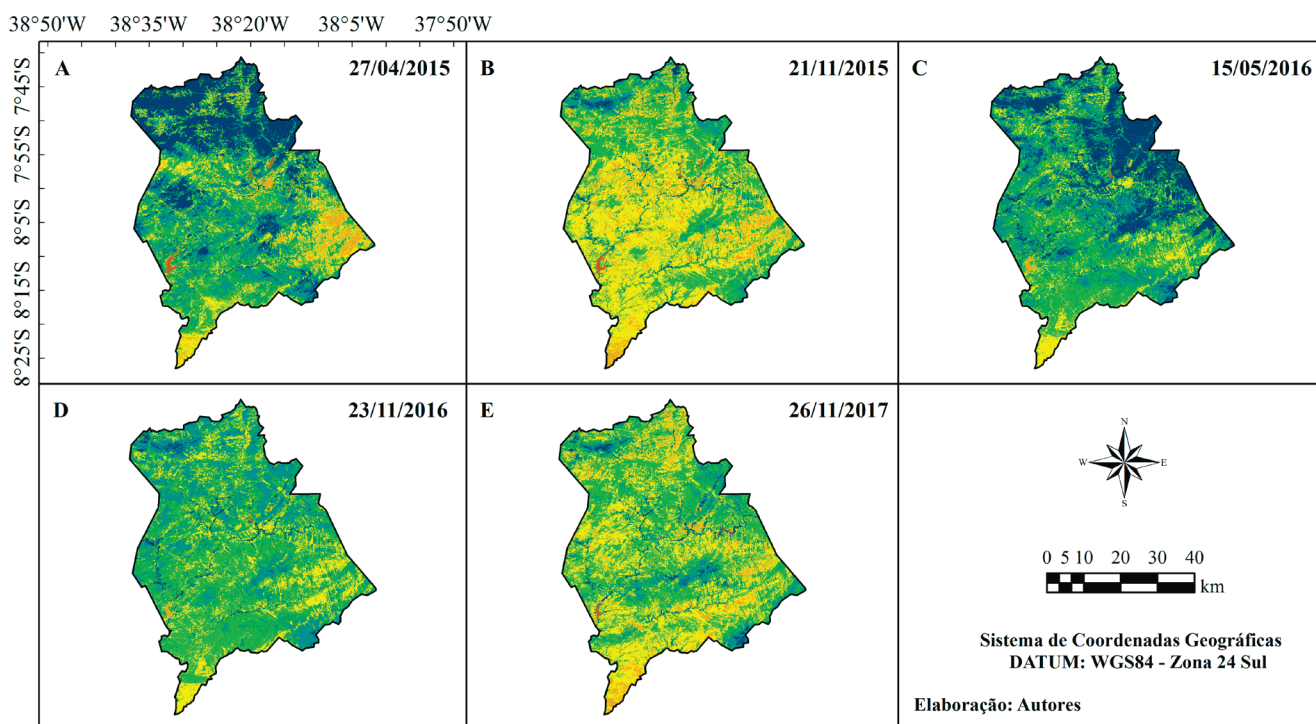 38°50'W 38°35'W 38°20'W 38°5'W 37°50'W
7°45'S
7°55'S
8°5'S
8°15'S
8°25'S
A 27/04/2015
B 21/11/2015
C 15/05/2016
D 23/11/2016
E 26/11/2017
N
W E
S
0 5 10 20 30 40
km
Sistema de Coordenadas Geográficas
DATUM: WGS84 - Zona 24 Sul
Elaboração: Autores